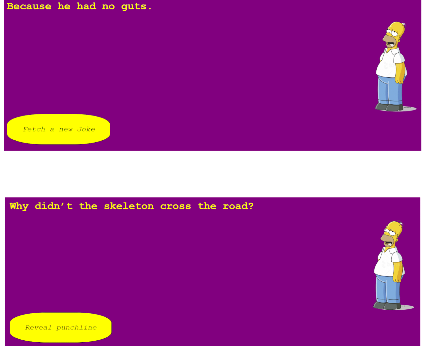 Because he had no guts.
Fetch a new Joke
Why didn’t the skeleton cross the road?
Reveal punchline